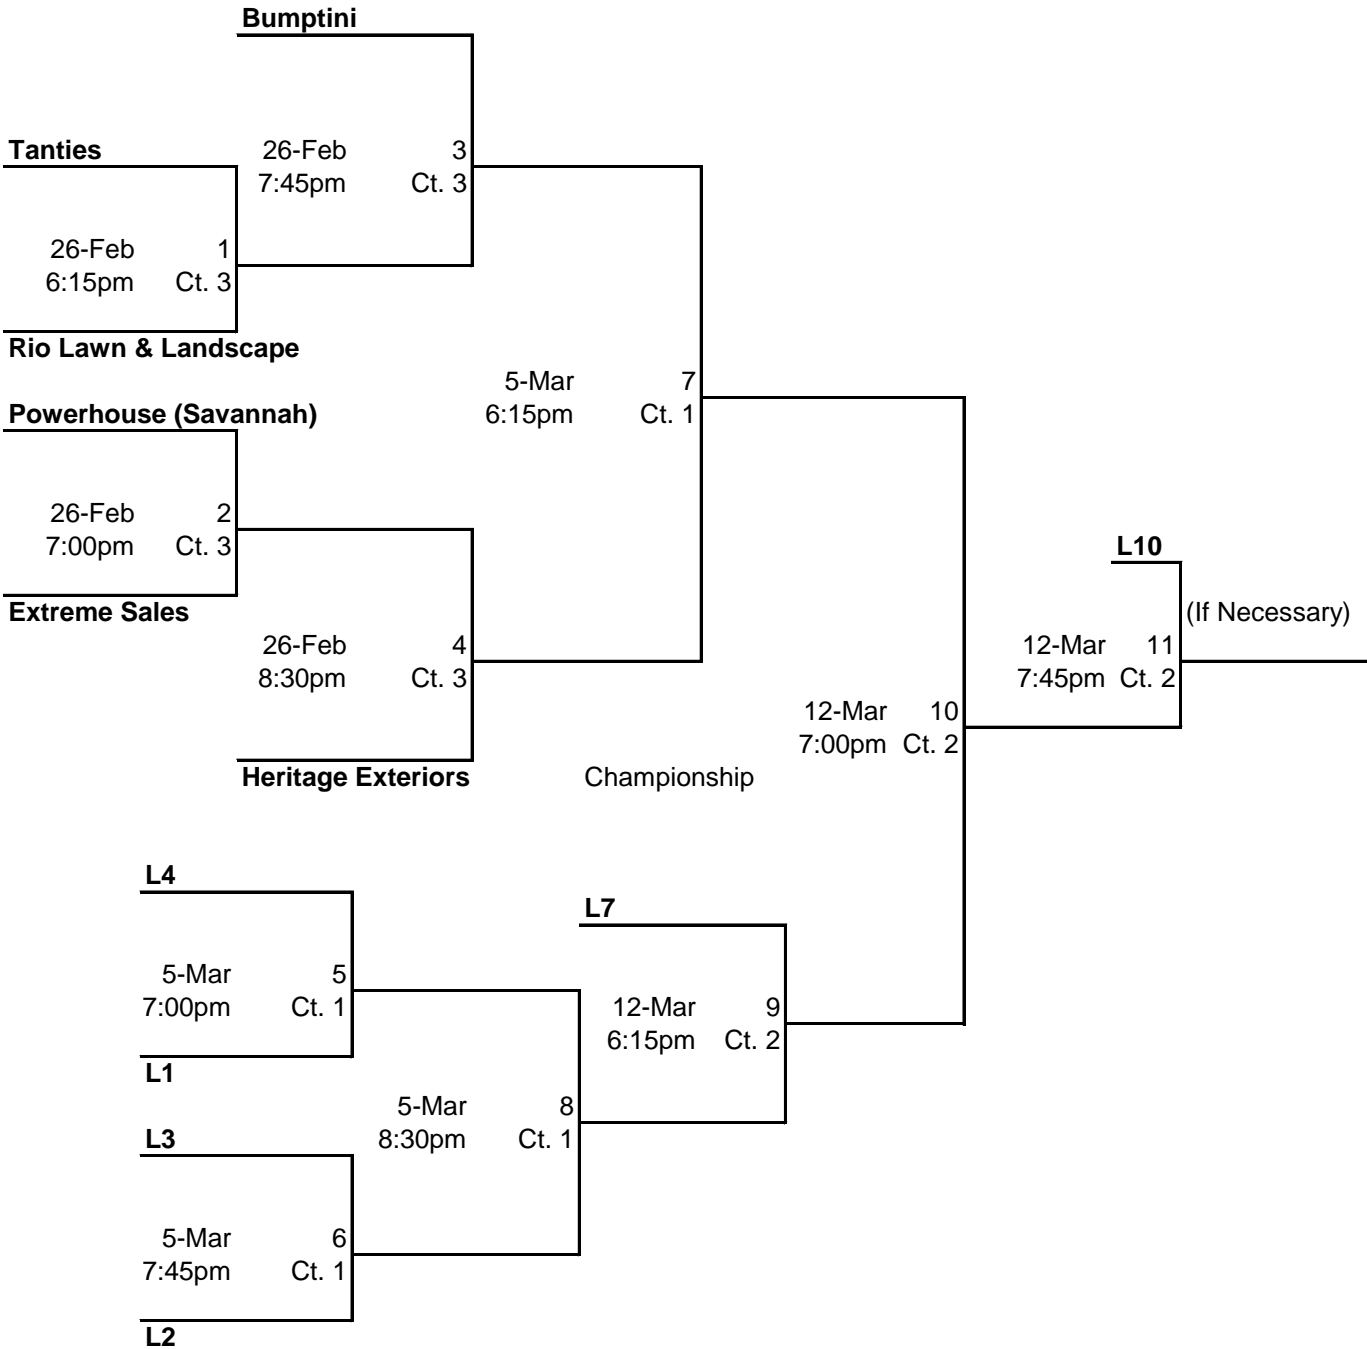 Bumptini
Tanties
26-Feb 3
7:45pm Ct. 3
26-Feb 1
6:15pm Ct. 3
Rio Lawn & Landscape
5-Mar 7
6:15pm Ct. 1
Powerhouse (Savannah)
26-Feb 2
7:00pm Ct. 3
L10
Extreme Sales
(If Necessary)
26-Feb 4
8:30pm Ct. 3
12-Mar 11
7:45pm Ct. 2
12-Mar 10
7:00pm Ct. 2
Heritage Exteriors
Championship
L4
L7
5-Mar 5
7:00pm Ct. 1
12-Mar 9
6:15pm Ct. 2
L1
5-Mar 8
8:30pm Ct. 1
L3
5-Mar 6
7:45pm Ct. 1
L2